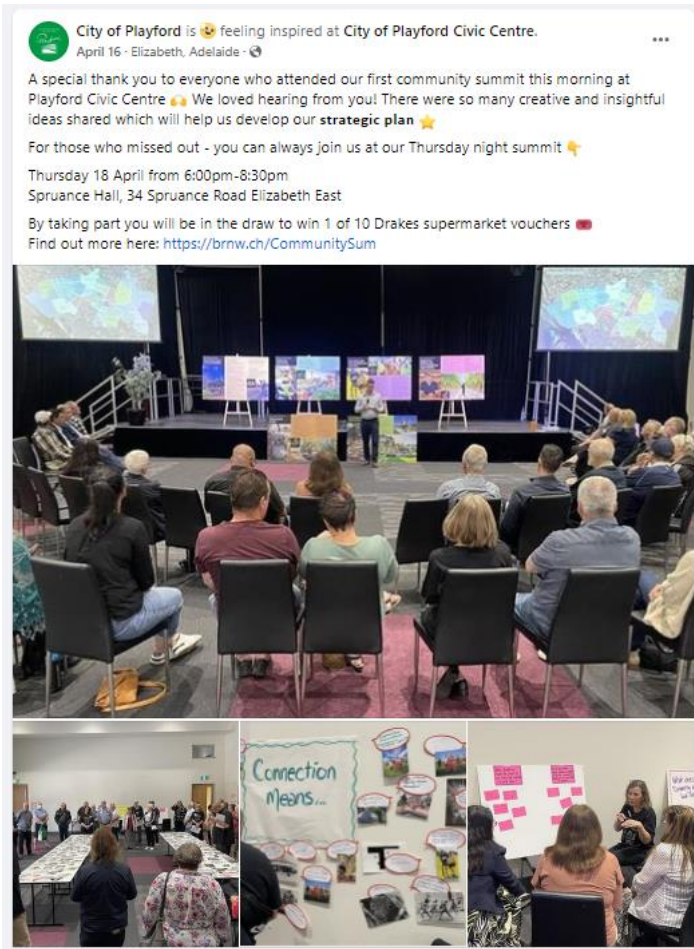 City of Playford is feeling inspired at City of Playford Civic Centre.
April 16 · Elizabeth, Adelaide ·
A special thank you to everyone who attended our first community summit this morning at
Playford Civic Centre 🙌 We loved hearing from you! There were so many creative and insightful
ideas shared which will help us develop our strategic plan ⭐
For those who missed out - you can always join us at our Thursday night summit 👇
Thursday 18 April from 6:00pm-8:30pm
Spruance Hall, 34 Spruance Road Elizabeth East
By taking part you will be in the draw to win 1 of 10 Drakes supermarket vouchers 🎟️
Find out more here: https://brnw.ch/CommunitySum
Connection
Means...